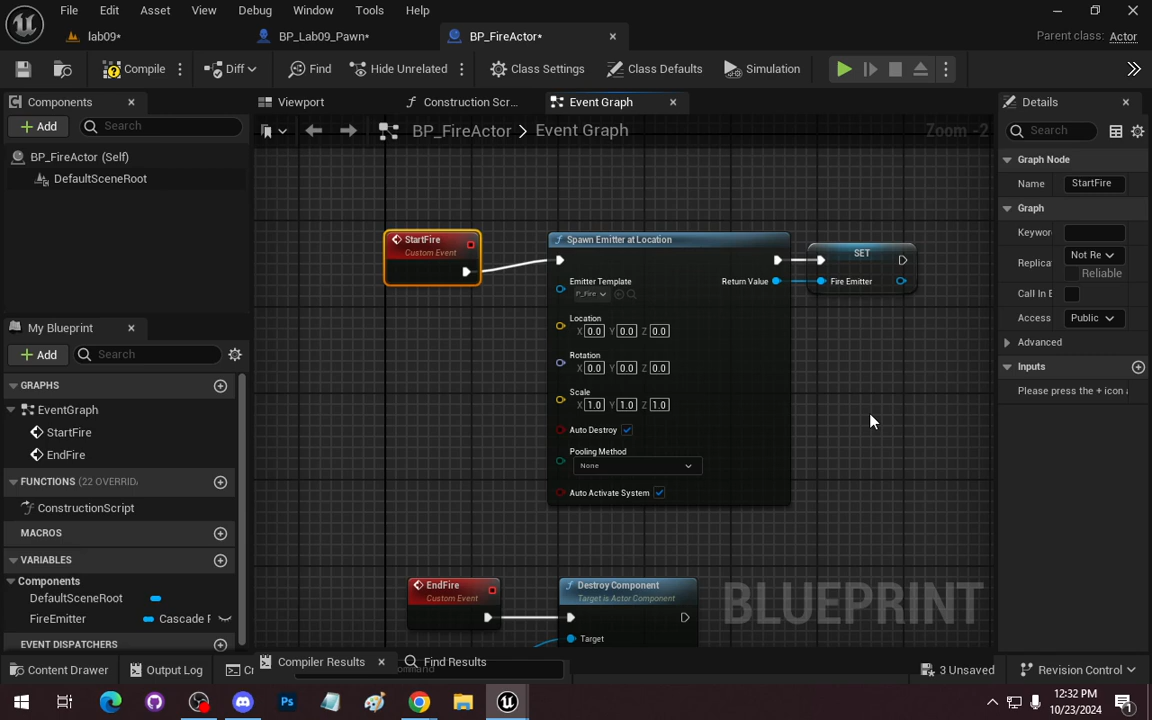 File Edit Asset View Debug Window Tools Help
lab09* BP_Lab09_Pawn* BP_FireActor* Parent class: Actor
Compile Diff Find Hide Unrelated Class Settings Class Defaults Simulation
Components Viewport Construction Scr... Event Graph Details
Add Search BP_FireActor Event Graph Zoom -2 Search
BP_FireActor (Self)
DefaultSceneRoot
Graph Node
Name StartFire
Graph
Keywor
Replica Not Re
Reliable
Call In E
Access Public
Advanced
Inputs
Please press the + icon
StartFire
Custom Event
Spawn Emitter at Location
Emitter Template
P_Fire
Return Value
Location
X 0.0 Y 0.0 Z 0.0
Rotation
X 0.0 Y 0.0 Z 0.0
Scale
X 1.0 Y 1.0 Z 1.0
Auto Destroy
Pooling Method
None
Auto Activate System
SET
Fire Emitter
EndFire
Custom Event
Destroy Component
Target is Actor Component
Target
BLUEPRINT
My Blueprint
Add Search
GRAPHS
EventGraph
StartFire
EndFire
FUNCTIONS (22 OVERRID
ConstructionScript
MACROS
VARIABLES
Components
DefaultSceneRoot
FireEmitter Cascade
EVENT DISPATCHERS
Compiler Results Find Results
Content Drawer Output Log 3 Unsaved Revision Control
12:32 PM
10/23/2024